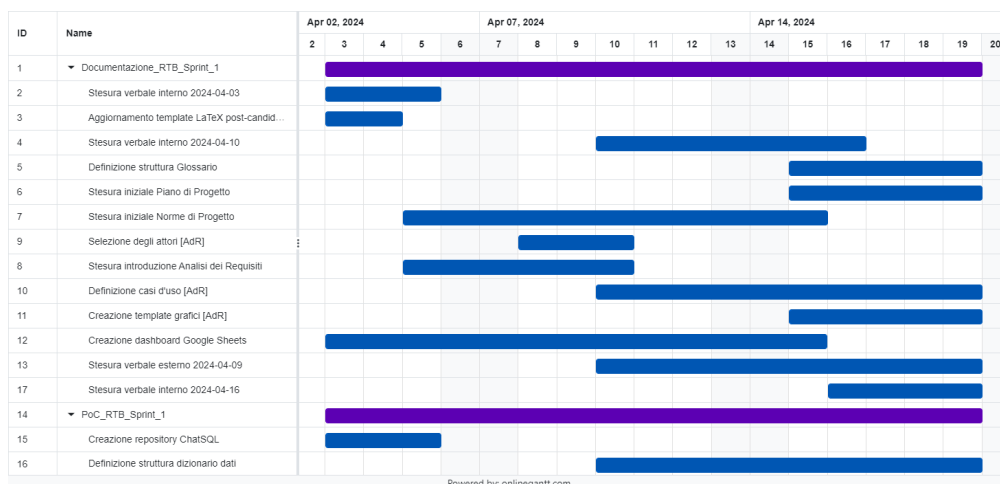 ID Name Apr 02, 2024 Apr 07, 2024 Apr 14, 2024
2 3 4 5 6 7 8 9 10 11 12 13 14 15 16 17 18 19 20
1 Documentazione_RTB_Sprint_1
2 Stesura verbale interno 2024-04-03
3 Aggiornamento template LaTeX post-candid...
4 Stesura verbale interno 2024-04-10
5 Definizione struttura Glossario
6 Stesura iniziale Piano di Progetto
7 Stesura iniziale Norme di Progetto
9 Selezione degli attori [AdR]
8 Stesura introduzione Analisi dei Requisiti
10 Definizione casi d'uso [AdR]
11 Creazione template grafici [AdR]
12 Creazione dashboard Google Sheets
13 Stesura verbale esterno 2024-04-09
17 Stesura verbale interno 2024-04-16
14 PoC_RTB_Sprint_1
15 Creazione repository ChatSQL
16 Definizione struttura dizionario dati
Powered by: onlinegantt.com